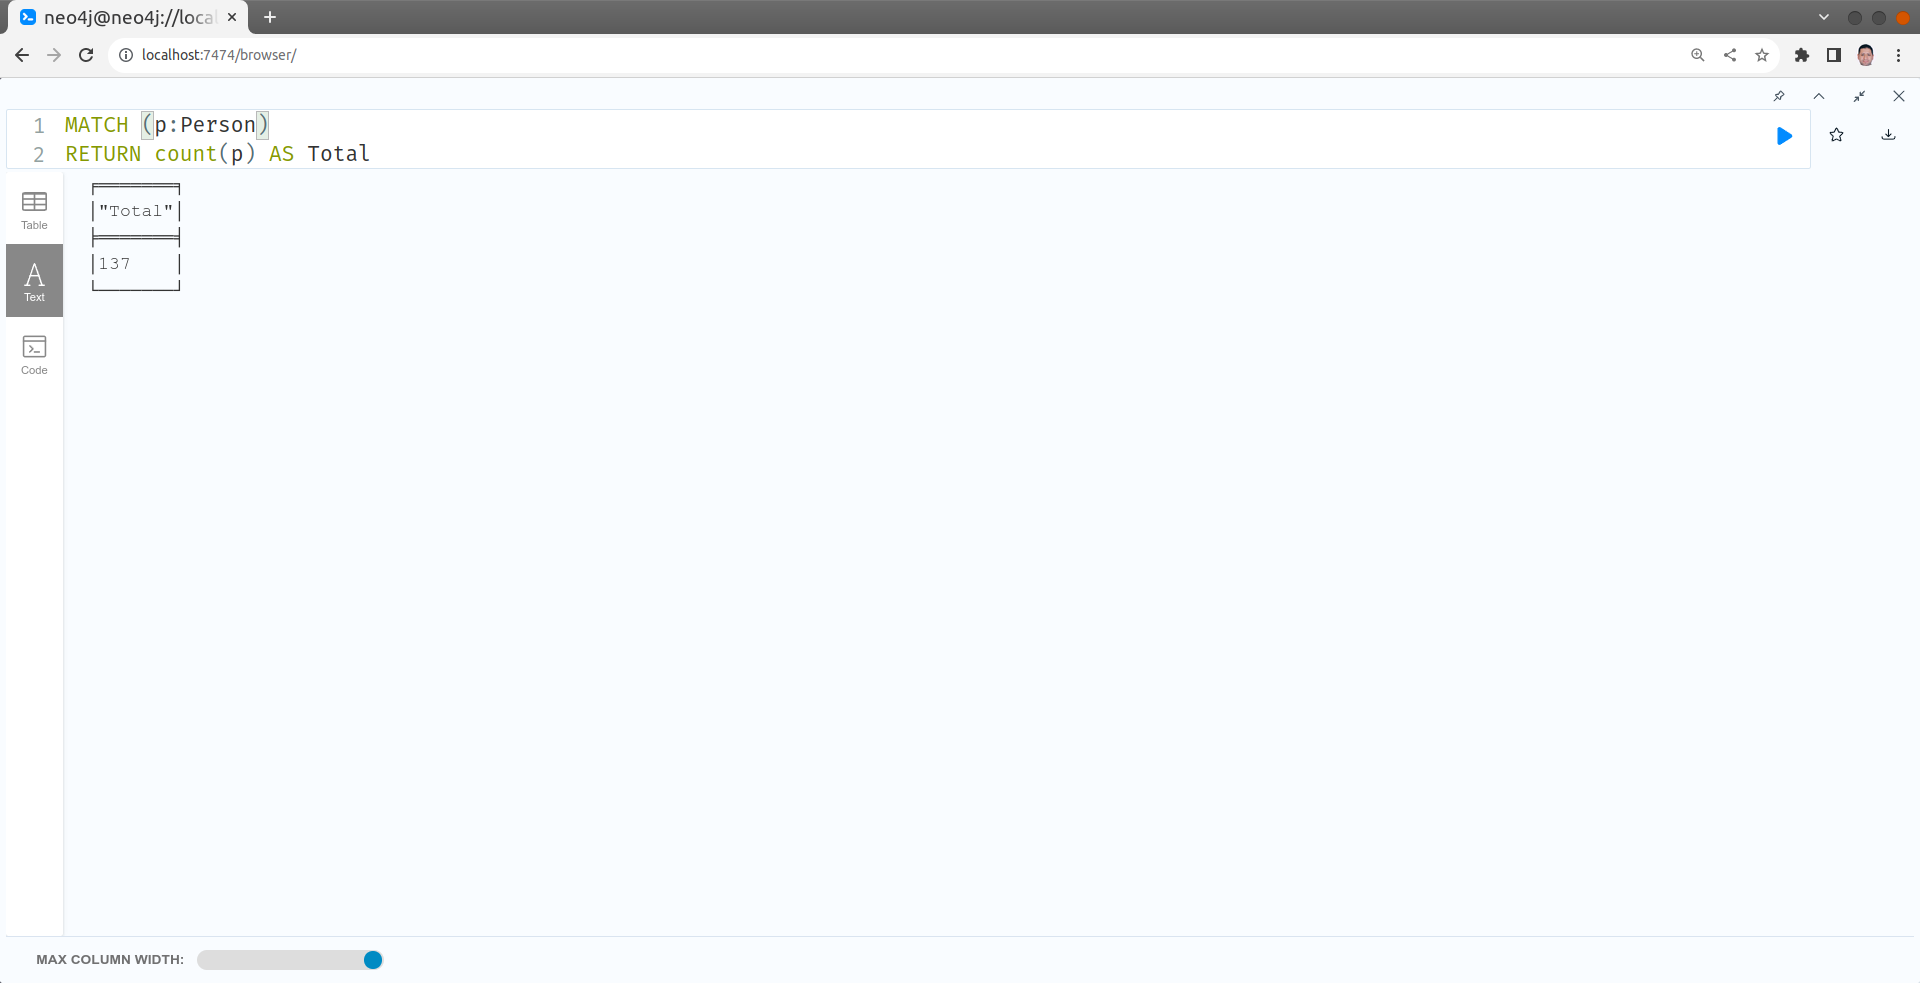 neo4j@neo4j://local
localhost:7474/browser/
1 MATCH (p:Person)
2 RETURN count(p) AS Total
"Total"
137
Table
Text
Code
MAX COLUMN WIDTH: